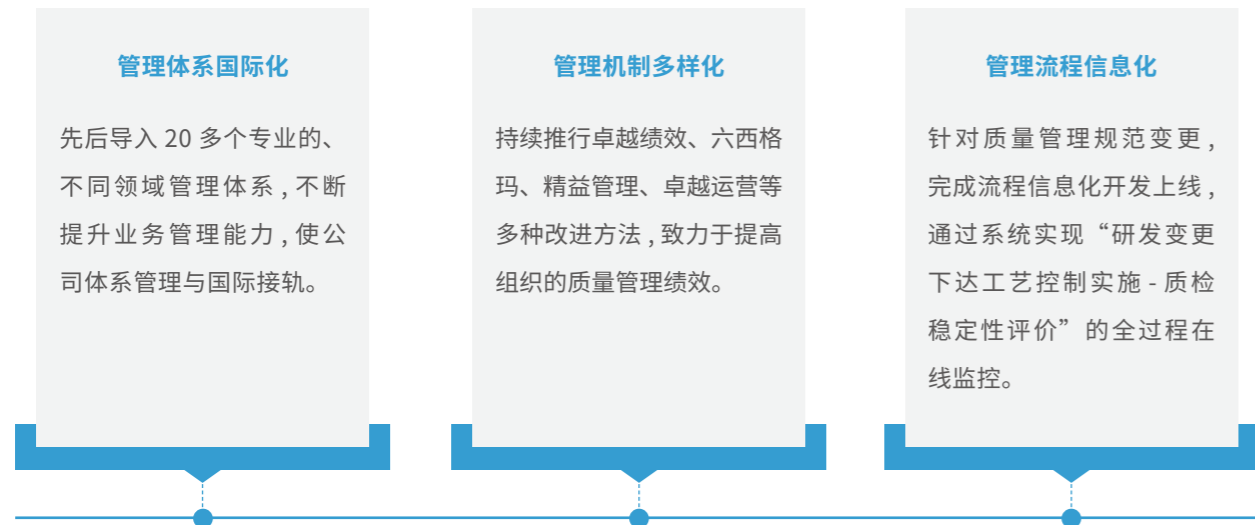 管理体系国际化
先后导入 20 多个专业的、
不同领域管理体系 , 不断
提升业务管理能力 , 使公
司体系管理与国际接轨。
管理机制多样化
持续推行卓越绩效、六西格
玛、精益管理、卓越运营等
多种改进方法 , 致力于提高
组织的质量管理绩效。
管理流程信息化
针对质量管理规范变更 ,
完成流程信息化开发上线 ,
通过系统实现“研发变更
下达工艺控制实施 - 质检
稳定性评价”的全过程在
线监控。